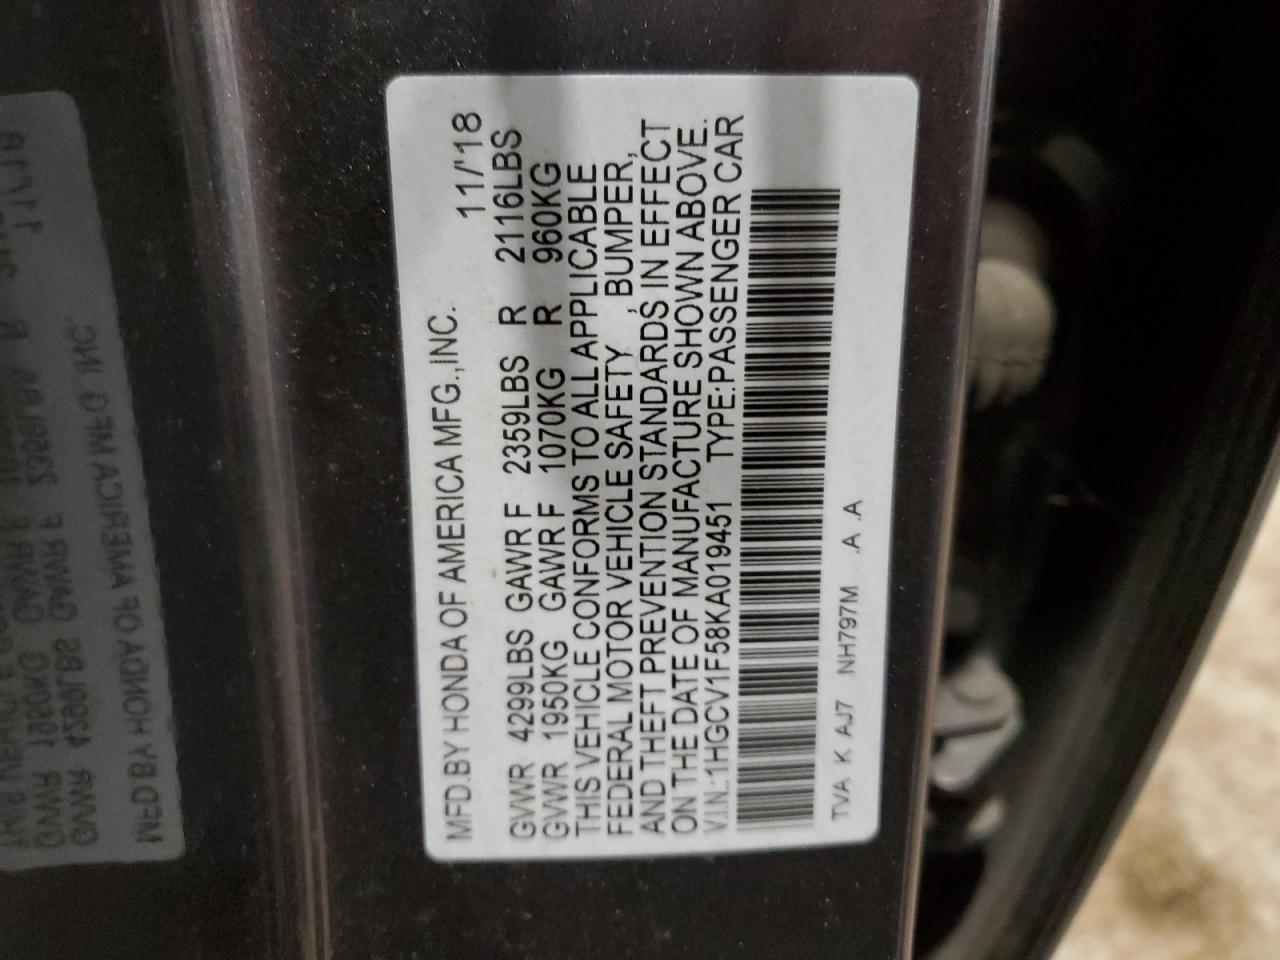 MFD.BY HONDA OF AMERICA MFG.,INC. 11/'18
GVWR 4299LBS GAWR F 2359LBS R 2116LBS
GVWR 1950KG GAWR F 1070KG R 960KG
THIS VEHICLE CONFORMS TO ALL APPLICABLE
FEDERAL MOTOR VEHICLE SAFETY , BUMPER,
AND THEFT PREVENTION STANDARDS IN EFFECT
ON THE DATE OF MANUFACTURE SHOWN ABOVE.
V.I.N.:1HGCV1F58KA019451 TYPE:PASSENGER CAR
TVA K AJ7 NH797M .A .A